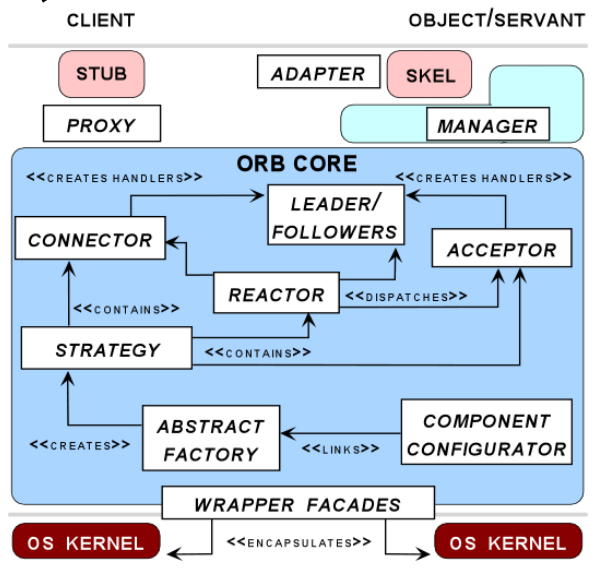 CLIENT
OBJECT/SERVANT
STUB
ADAPTER
SKEL
PROXY
MANAGER
ORB CORE
<<CREATES HANDLERS>>
<<CREATES HANDLERS>>
LEADER/
FOLLOWERS
CONNECTOR
ACCEPTOR
REACTOR
<<DISPATCHES>>
<<CONTAINS>>
STRATEGY
<<CONTAINS>>
ABSTRACT
FACTORY
COMPONENT
CONFIGURATOR
<<CREATES>>
<<LINKS>>
WRAPPER FACADES
OS KERNEL
<<ENCAPSULATES>>
OS KERNEL